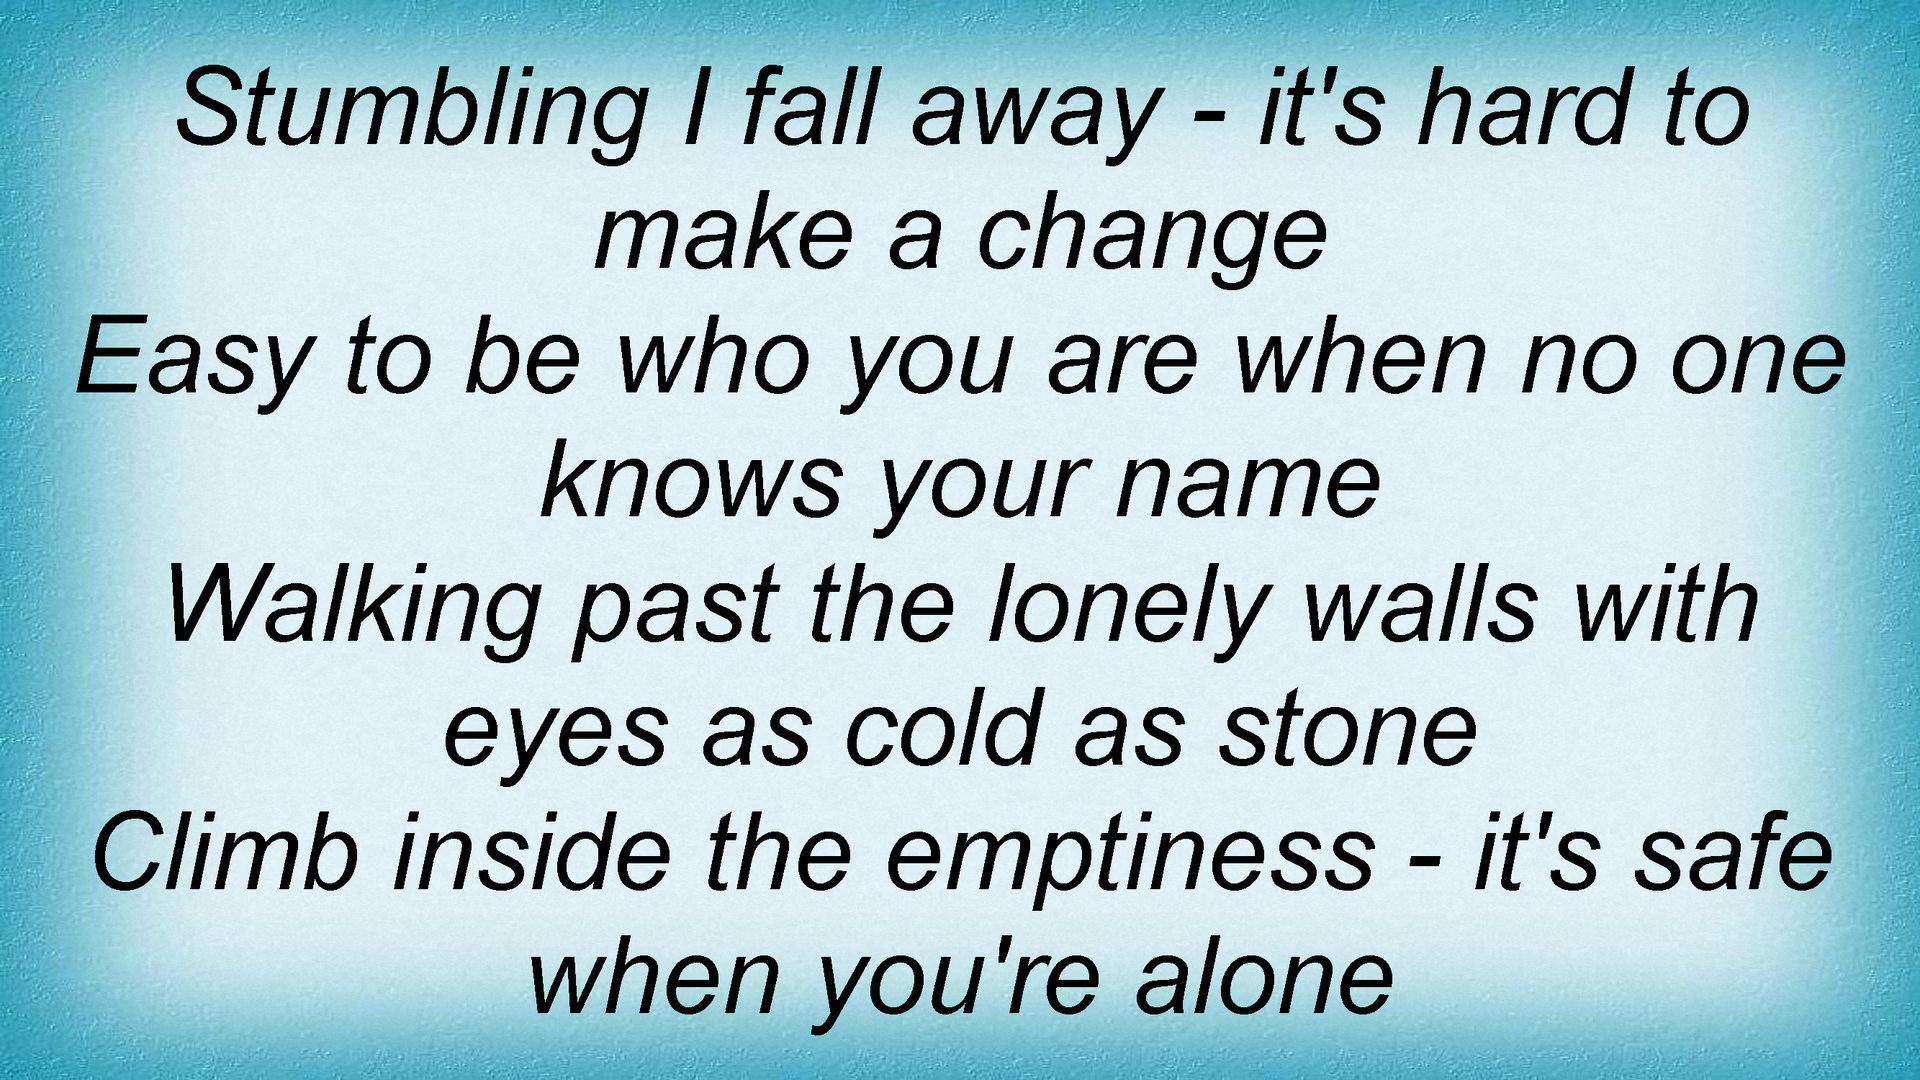 Stumbling I fall away - it's hard to
make a change
Easy to be who you are when no one
knows your name
Walking past the lonely walls with
eyes as cold as stone
Climb inside the emptiness - it's safe
when you're alone